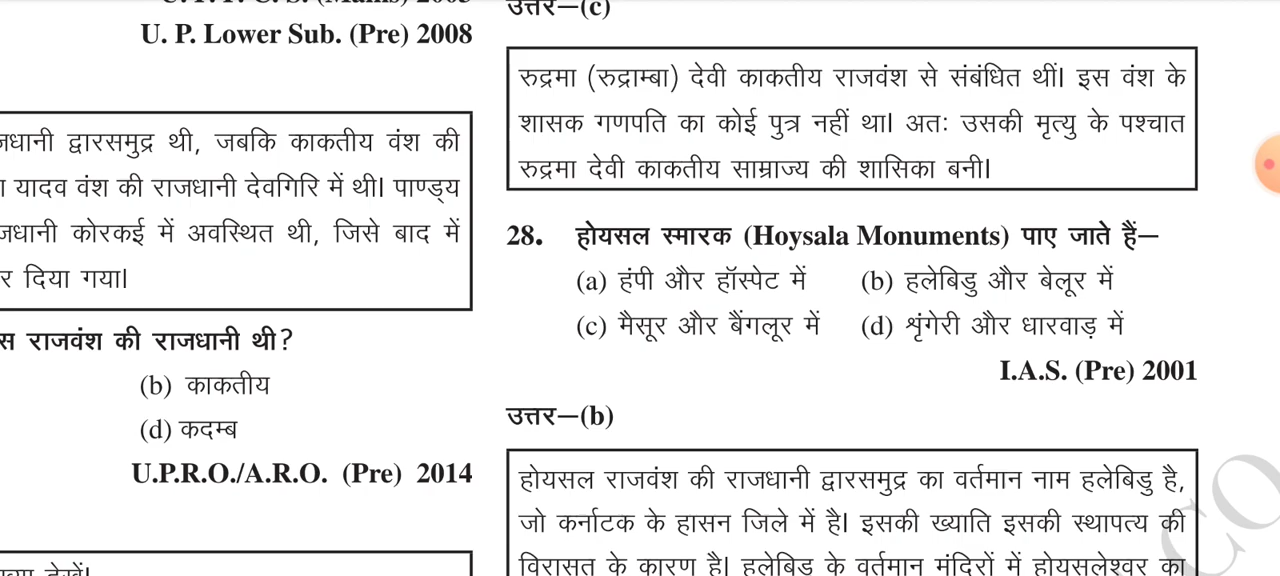 U. P. Lower Sub. (Pre) 2008
द्वारसमुद्र थी, जबकि काकतीय वंश की
यादव वंश की राजधानी देवगिरि में थी। पाण्ड्य
कोरकई में अवस्थित थी, जिसे बाद में
दिया गया।
राजवंश की राजधानी थी?
(b) काकतीय
(d) कदम्ब
U.P.R.O./A.R.O. (Pre) 2014
उत्तर–(c)
रुद्रमा (रुद्राम्बा) देवी काकतीय राजवंश से संबंधित थीं। इस वंश के
शासक गणपति का कोई पुत्र नहीं था। अतः उसकी मृत्यु के पश्चात
रुद्रमा देवी काकतीय साम्राज्य की शासिका बनी।
28. होयसल स्मारक (Hoysala Monuments) पाए जाते हैं–
(a) हंपी और हॉस्पेट में (b) हलेबिडु और बेलूर में
(c) मैसूर और बैंगलूर में (d) शृंगेरी और धारवाड़ में
I.A.S. (Pre) 2001
उत्तर–(b)
होयसल राजवंश की राजधानी द्वारसमुद्र का वर्तमान नाम हलेबिडु है,
जो कर्नाटक के हासन जिले में है। इसकी ख्याति इसकी स्थापत्य की
विरासत के कारण है। हलेबिडु के वर्तमान मंदिरों में होयसलेश्वर का